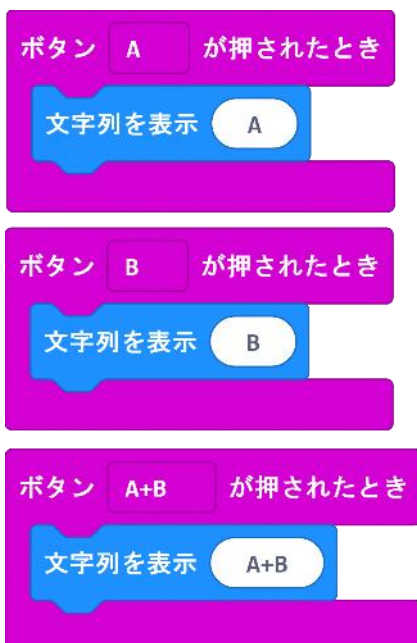 ボタン A が押されたとき
文字列を表示 A
ボタン B が押されたとき
文字列を表示 B
ボタン A+B が押されたとき
文字列を表示 A+B